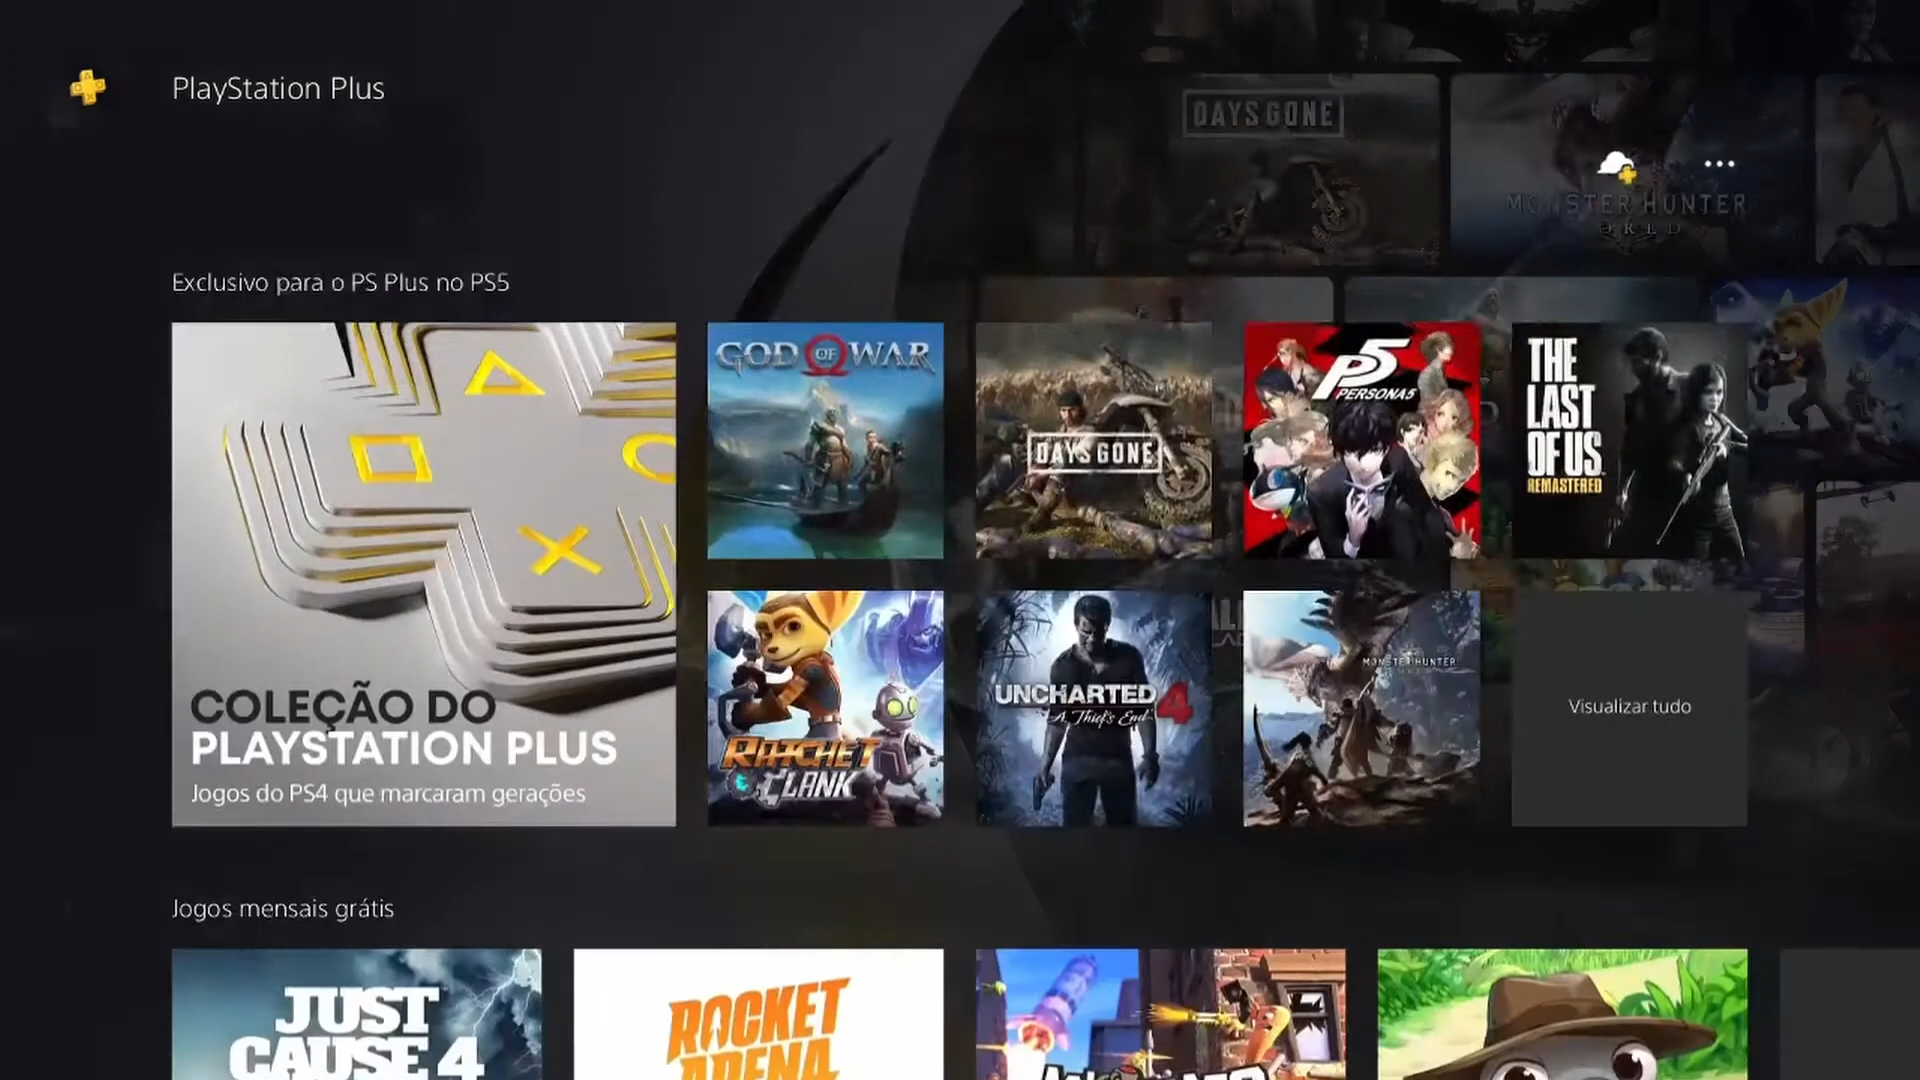 PlayStation Plus
DAYS GONE
MONSTER HUNTER
Exclusivo para o PS Plus no PS5
COLEÇÃO DO
PLAYSTATION PLUS
Jogos do PS4 que marcaram gerações
GOD OF WAR
DAYS GONE
P5
PERSONA5
THE
LAST
OF US
REMASTERED
RATCHET
CLANK
UNCHARTED 4
A Thief's End
MONSTER HUNTER
Visualizar tudo
Jogos mensais grátis
JUST
CAUSE 4
ROCKET
ARENA